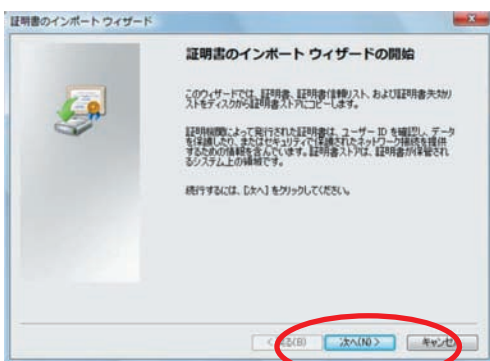 証明書のインポート ウィザード
証明書のインポート ウィザードの開始
このウィザードでは、証明書、証明書信頼リスト、および証明書失効リ
ストをディスクから証明書ストアにコピーします。
証明機関によって発行された証明書は、ユーザー ID を確認し、データ
を保護したり、またはセキュリティで保護されたネットワーク接続を提供
するための情報を含んでいます。証明書ストアは、証明書が保管され
るシステム上の領域です。
続行するには、[次へ] をクリックしてください。
< 戻る(B) 次へ(N) > キャンセル